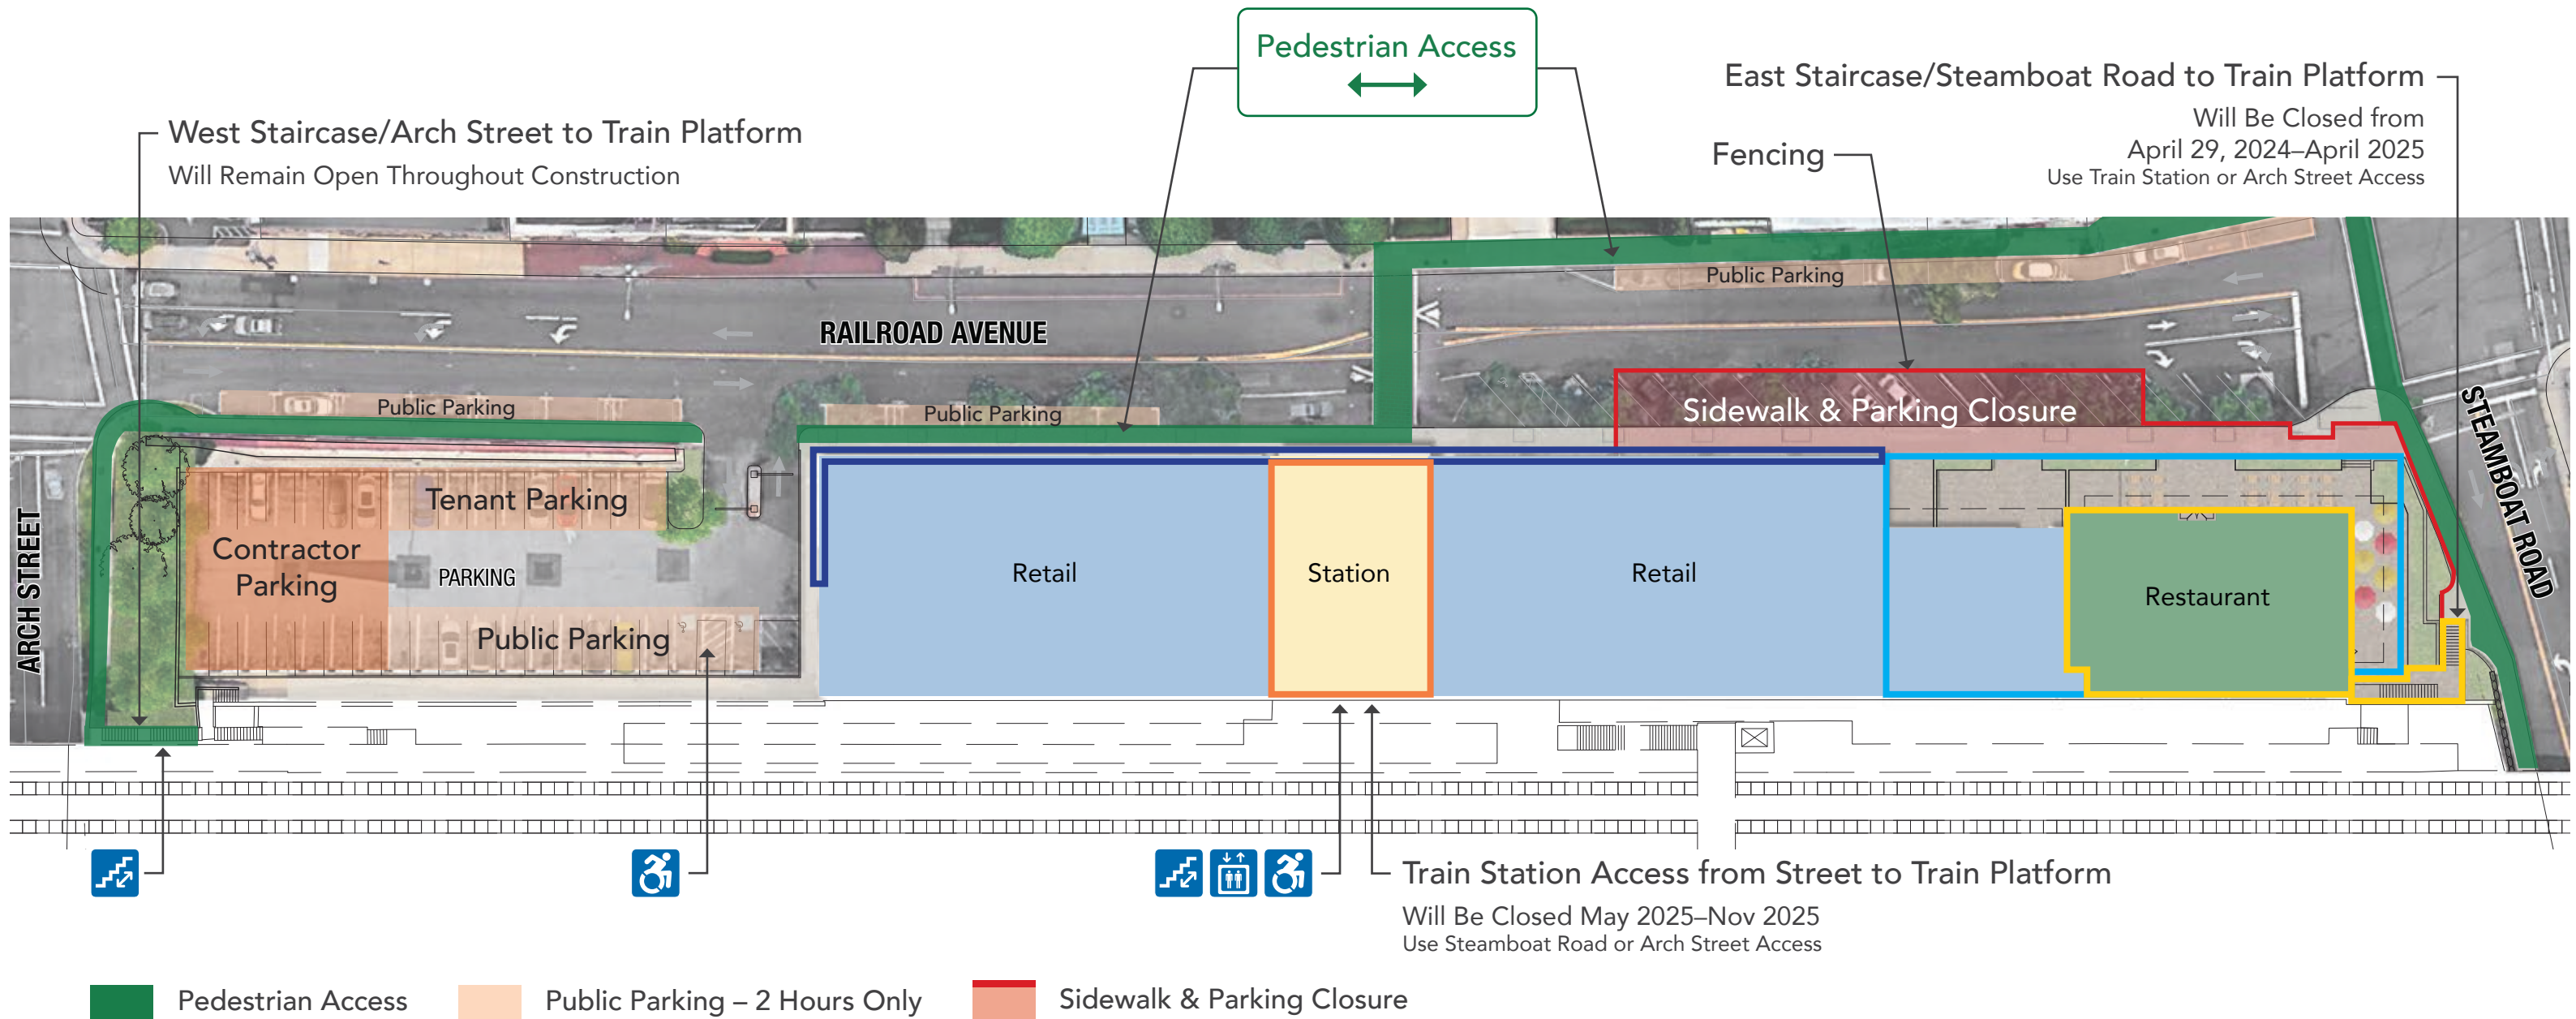 Pedestrian Access
East Staircase/Steamboat Road to Train Platform
Will Be Closed from
April 29, 2024–April 2025
Use Train Station or Arch Street Access
West Staircase/Arch Street to Train Platform
Will Remain Open Throughout Construction
Fencing
Public Parking
RAILROAD AVENUE
Public Parking
Public Parking
Sidewalk & Parking Closure
STEAMBOAT ROAD
ARCH STREET
Tenant Parking
Contractor
Parking
PARKING
Public Parking
Retail
Station
Retail
Restaurant
Train Station Access from Street to Train Platform
Will Be Closed May 2025–Nov 2025
Use Steamboat Road or Arch Street Access
Pedestrian Access
Public Parking – 2 Hours Only
Sidewalk & Parking Closure